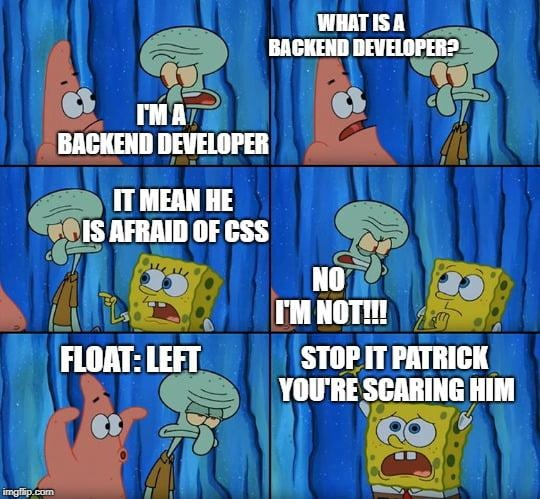 I'M A
BACKEND DEVELOPER
WHAT IS A
BACKEND DEVELOPER?
IT MEAN HE
IS AFRAID OF CSS
NO
I'M NOT!!!
FLOAT: LEFT
STOP IT PATRICK
YOU'RE SCARING HIM
imgflip.com